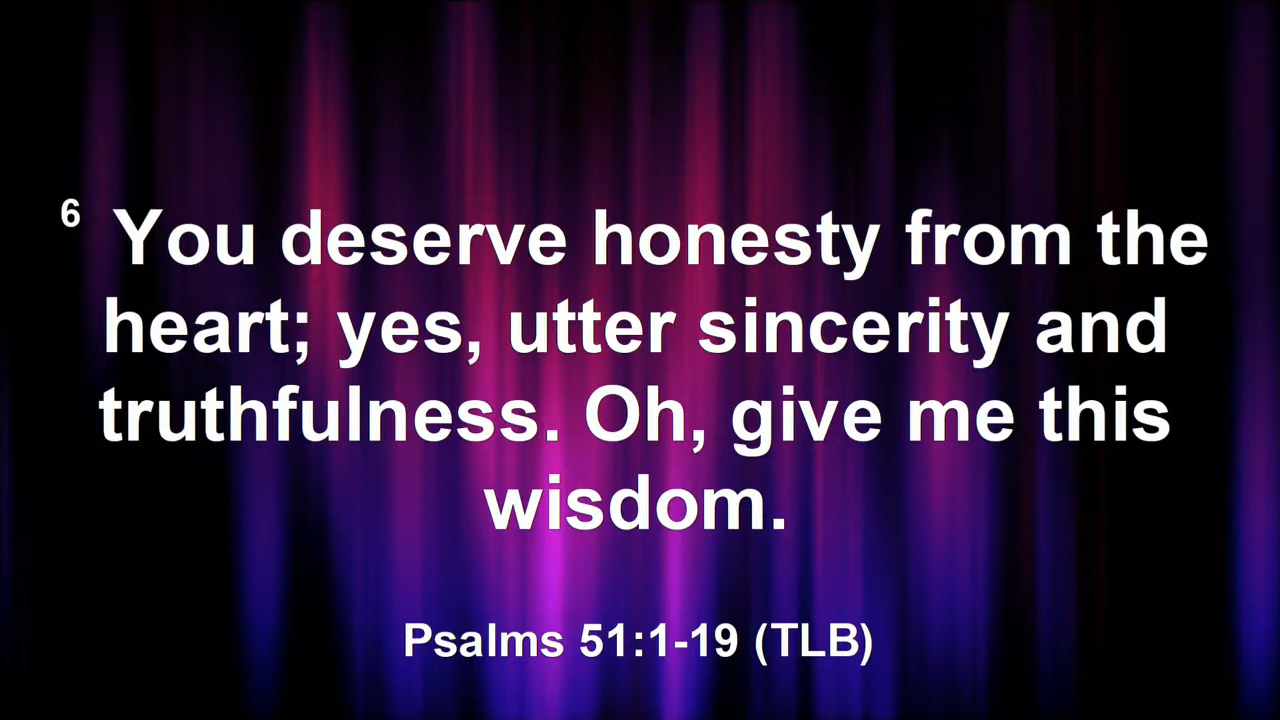 6 You deserve honesty from the
heart; yes, utter sincerity and
truthfulness. Oh, give me this
wisdom.
Psalms 51:1-19 (TLB)